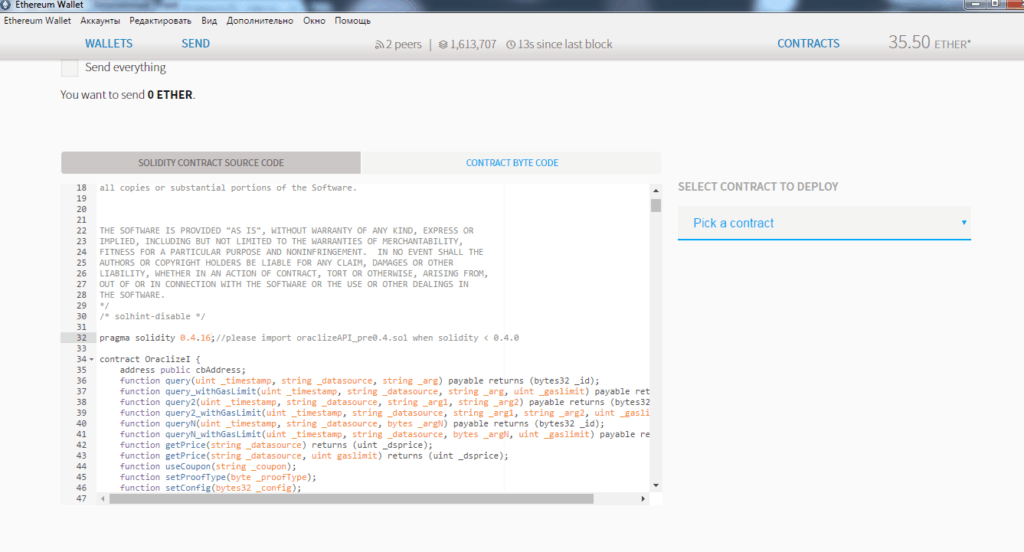 Ethereum Wallet
Ethereum Wallet Аккаунты Редактировать Вид Дополнительно Окно Помощь
WALLETS SEND 2 peers | 1,613,707 13s since last block CONTRACTS 35.50 ETHER*
Send everything
You want to send 0 ETHER.
SOLIDITY CONTRACT SOURCE CODE CONTRACT BYTE CODE
SELECT CONTRACT TO DEPLOY
Pick a contract
18 all copies or substantial portions of the Software.
19
20
21
22 THE SOFTWARE IS PROVIDED "AS IS", WITHOUT WARRANTY OF ANY KIND, EXPRESS OR
23 IMPLIED, INCLUDING BUT NOT LIMITED TO THE WARRANTIES OF MERCHANTABILITY,
24 FITNESS FOR A PARTICULAR PURPOSE AND NONINFRINGEMENT. IN NO EVENT SHALL THE
25 AUTHORS OR COPYRIGHT HOLDERS BE LIABLE FOR ANY CLAIM, DAMAGES OR OTHER
26 LIABILITY, WHETHER IN AN ACTION OF CONTRACT, TORT OR OTHERWISE, ARISING FROM,
27 OUT OF OR IN CONNECTION WITH THE SOFTWARE OR THE USE OR OTHER DEALINGS IN
28 THE SOFTWARE.
29 */
30 /* solhint-disable */
31
32 pragma solidity 0.4.16;//please import oraclizeAPI_pre0.4.sol when solidity < 0.4.0
33
34 contract OraclizeI {
35 address public cbAddress;
36 function query(uint _timestamp, string _datasource, string _arg) payable returns (bytes32 _id);
37 function query_withGasLimit(uint _timestamp, string _datasource, string _arg, uint _gaslimit) payable ret
38 function query2(uint _timestamp, string _datasource, string _arg1, string _arg2) payable returns (bytes32
39 function query2_withGasLimit(uint _timestamp, string _datasource, string _arg1, string _arg2, uint _gasli
40 function queryN(uint _timestamp, string _datasource, bytes _argN) payable returns (bytes32 _id);
41 function queryN_withGasLimit(uint _timestamp, string _datasource, bytes _argN, uint _gaslimit) payable re
42 function getPrice(string _datasource) returns (uint _dsprice);
43 function getPrice(string _datasource, uint gaslimit) returns (uint _dsprice);
44 function useCoupon(string _coupon);
45 function setProofType(byte _proofType);
46 function setConfig(bytes32 _config);
47